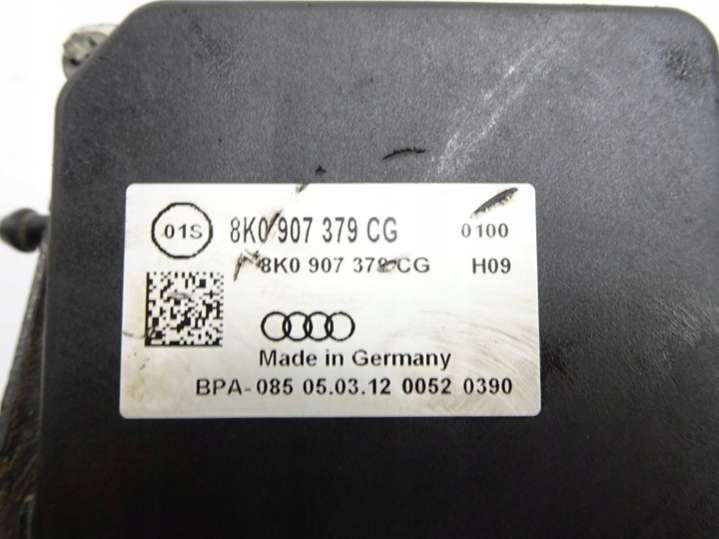 01S 8K0 907 379 CG 0100
8K0 907 379 CG H09
Made in Germany
BPA-085 05.03.12 0052 0390